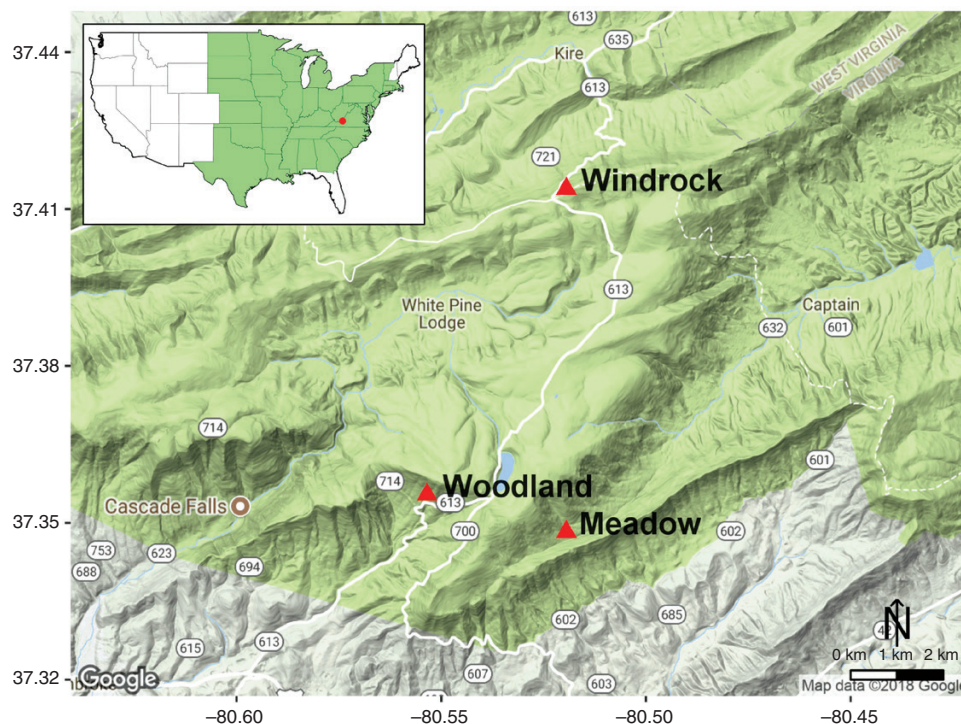 37.44
37.41
37.38
37.35
37.32
613
635
Kire
613
WEST VIRGINIA
VIRGINIA
721
Windrock
613
White Pine
Lodge
Captain
632
601
714
601
714
Woodland
613
Cascade Falls
Meadow
700
602
753
623
688
694
685
602
613
615
42
N
607
603
0 km 1 km 2 km
Google
Map data ©2018 Google
−80.60
−80.55
−80.50
−80.45